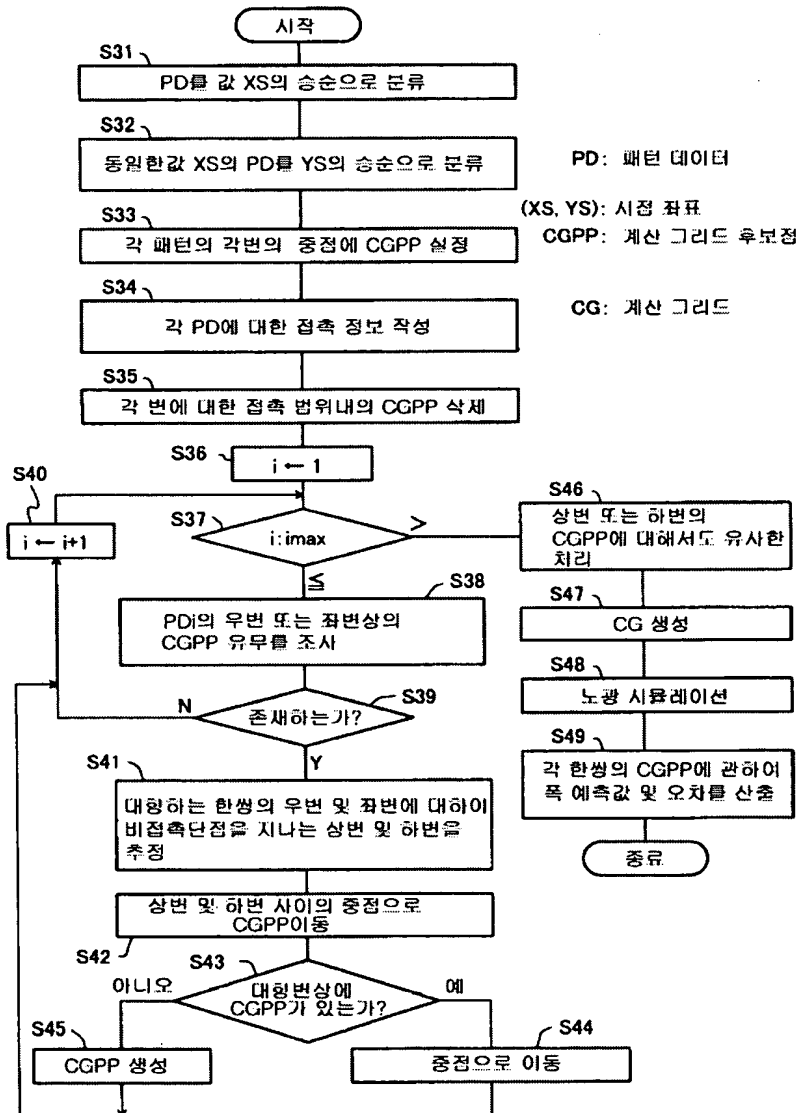 시작
S31
PD를 값 XS의 승순으로 분류
S32
동일한값 XS의 PD를 YS의 승순으로 분류
PD: 패턴 데이터
(XS, YS): 시점 좌표
S33
각 패턴의 각변의 중점에 CGPP 설정
CGPP: 계산 그리드 후보점
S34
각 PD에 대한 접촉 정보 작성
CG: 계산 그리드
S35
각 변에 대한 접촉 범위내의 CGPP 삭제
S36
i ← 1
S40
i ← i+1
S37
i:imax
>
≦
S46
상변 또는 하변의
CGPP에 대해서도 유사한
처리
S38
PDi의 우변 또는 좌변상의
CGPP 유무를 조사
S47
CG 생성
S39
존재하는가?
N
Y
S48
노광 시뮬레이션
S49
각 한쌍의 CGPP에 관하여
폭 예측값 및 오차를 산출
종료
S41
대향하는 한쌍의 우변 및 좌변에 대하이
비접촉단점을 지나는 상변 및 하변을
추정
상변 및 하변 사이의 중점으로
CGPP이동
S42
S43
대향변상에
CGPP가 있는가?
아니오
예
S45
CGPP 생성
S44
중점으로 이동